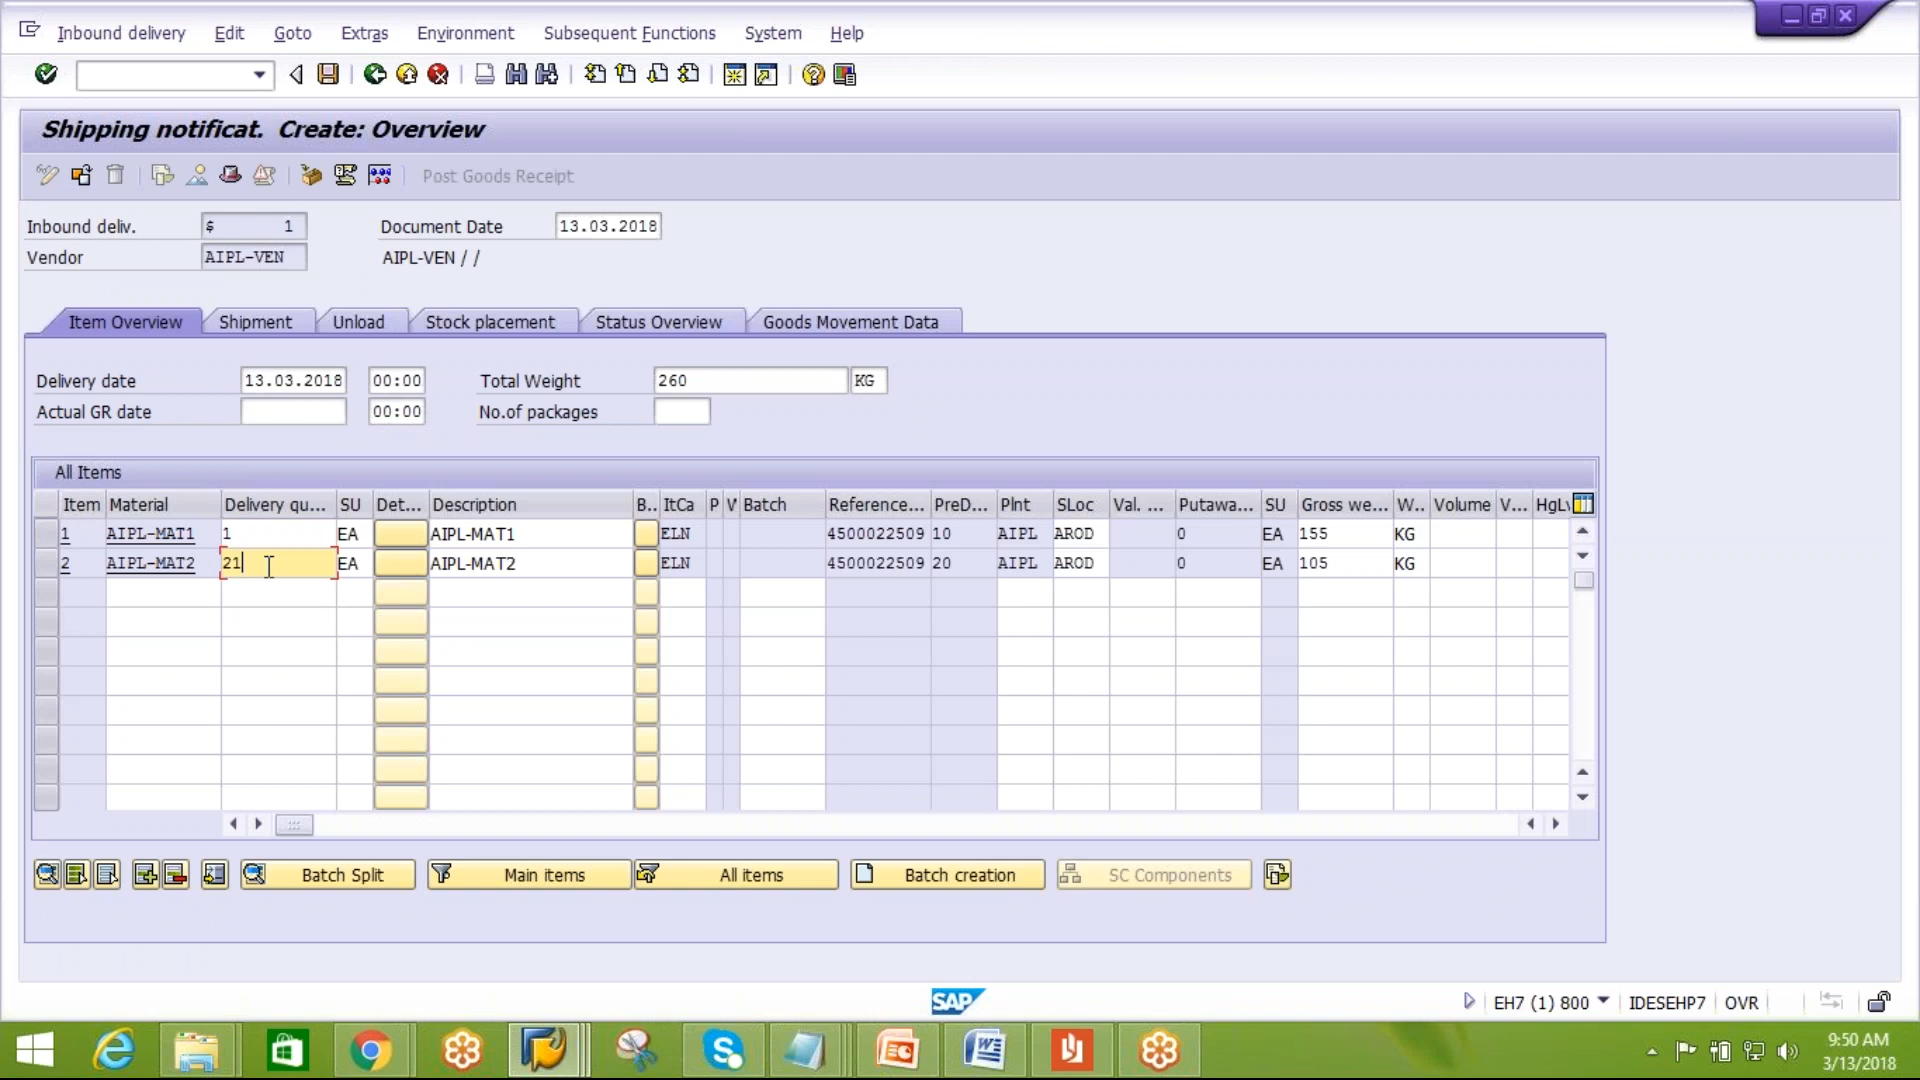 Inbound delivery Edit Goto Extras Environment Subsequent Functions System Help
Shipping notificat. Create: Overview
Post Goods Receipt
Inbound deliv. $ 1 Document Date 13.03.2018
Vendor AIPL-VEN AIPL-VEN / /
Item Overview Shipment Unload Stock placement Status Overview Goods Movement Data
Delivery date 13.03.2018 00:00 Total Weight 260 KG
Actual GR date 00:00 No.of packages
All Items
Item Material Delivery qu... SU Det... Description B.. ItCa P V Batch Reference... PreD... Plnt SLoc Val. ... Putawa... SU Gross we... W... Volume V... HgLv
1 AIPL-MAT1 1 EA AIPL-MAT1 ELN 4500022509 10 AIPL AROD 0 EA 155 KG
2 AIPL-MAT2 21 EA AIPL-MAT2 ELN 4500022509 20 AIPL AROD 0 EA 105 KG
Batch Split Main items All items Batch creation SC Components
SAP
EH7 (1) 800 IDESEHP7 OVR
9:50 AM
3/13/2018